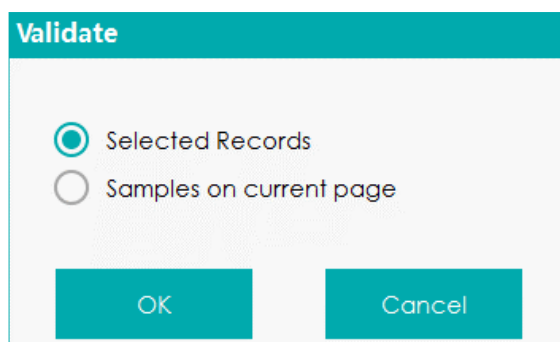 Validate
Selected Records
Samples on current page
OK Cancel